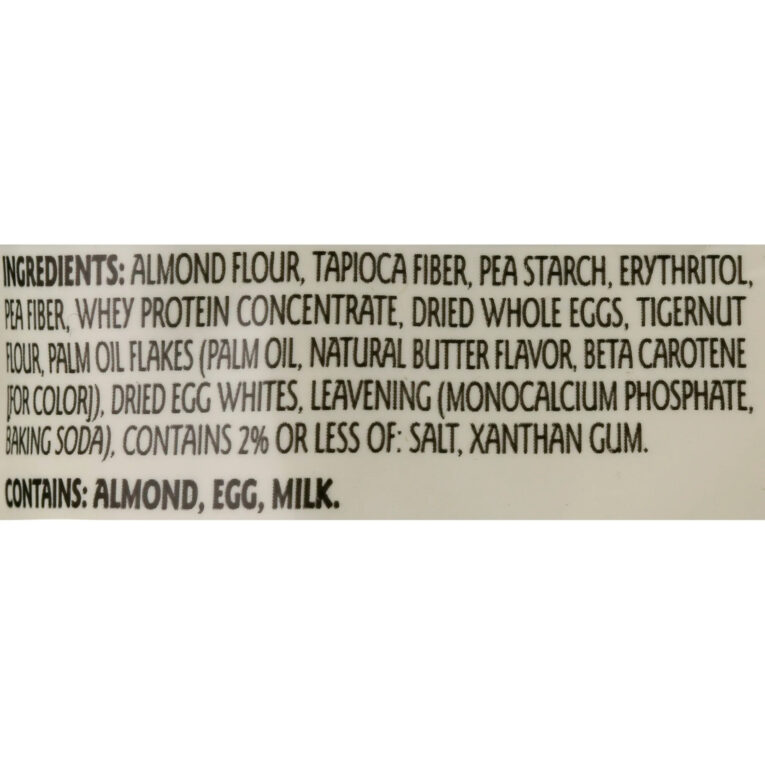 INGREDIENTS: ALMOND FLOUR, TAPIOCA FIBER, PEA STARCH, ERYTHRITOL,
PEA FIBER, WHEY PROTEIN CONCENTRATE, DRIED WHOLE EGGS, TIGERNUT
FLOUR, PALM OIL FLAKES (PALM OIL, NATURAL BUTTER FLAVOR, BETA CAROTENE
[FOR COLOR]), DRIED EGG WHITES, LEAVENING (MONOCALCIUM PHOSPHATE,
BAKING SODA), CONTAINS 2% OR LESS OF: SALT, XANTHAN GUM.
CONTAINS: ALMOND, EGG, MILK.